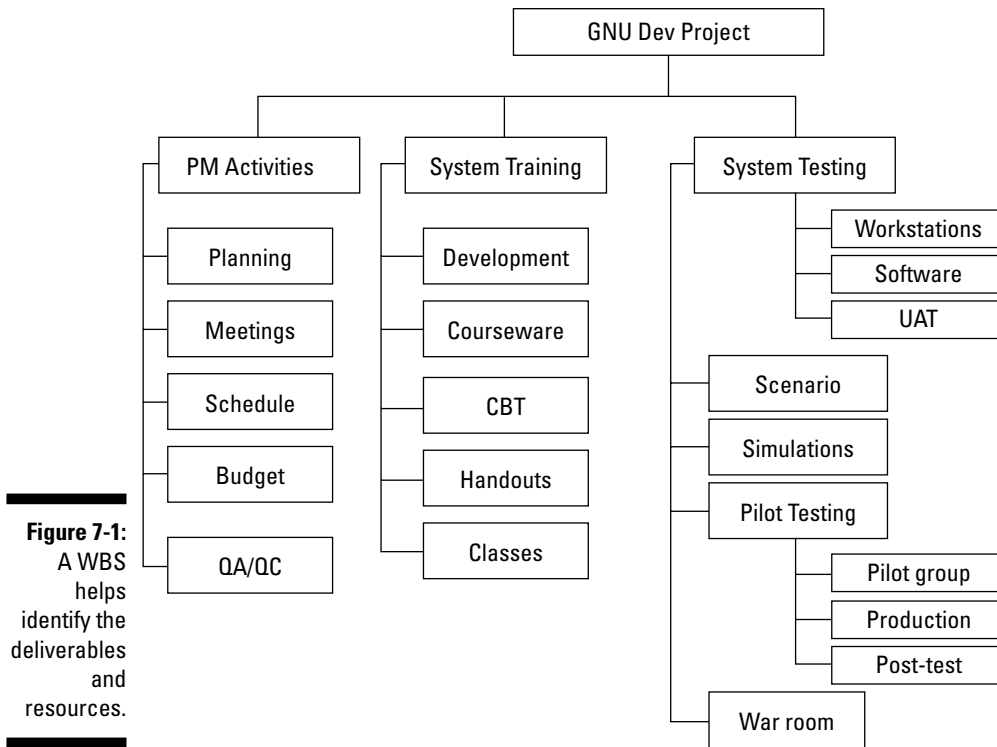 GNU Dev Project
PM Activities
Planning
Meetings
Schedule
Budget
QA/QC
System Training
Development
Courseware
CBT
Handouts
Classes
System Testing
Workstations
Software
UAT
Scenario
Simulations
Pilot Testing
Pilot group
Production
Post-test
War room
Figure 7-1:
A WBS
helps
identify the
deliverables
and
resources.